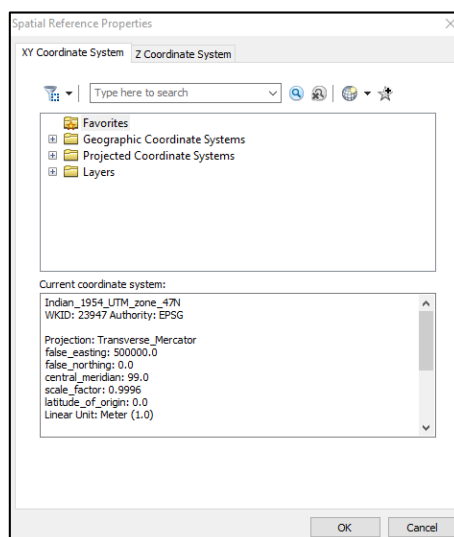 Spatial Reference Properties
XY Coordinate System Z Coordinate System
Type here to search
Favorites
Geographic Coordinate Systems
Projected Coordinate Systems
Layers
Current coordinate system:
Indian_1954_UTM_zone_47N
WKID: 23947 Authority: EPSG
Projection: Transverse_Mercator
false_easting: 500000.0
false_northing: 0.0
central_meridian: 99.0
scale_factor: 0.9996
latitude_of_origin: 0.0
Linear Unit: Meter (1.0)
OK Cancel